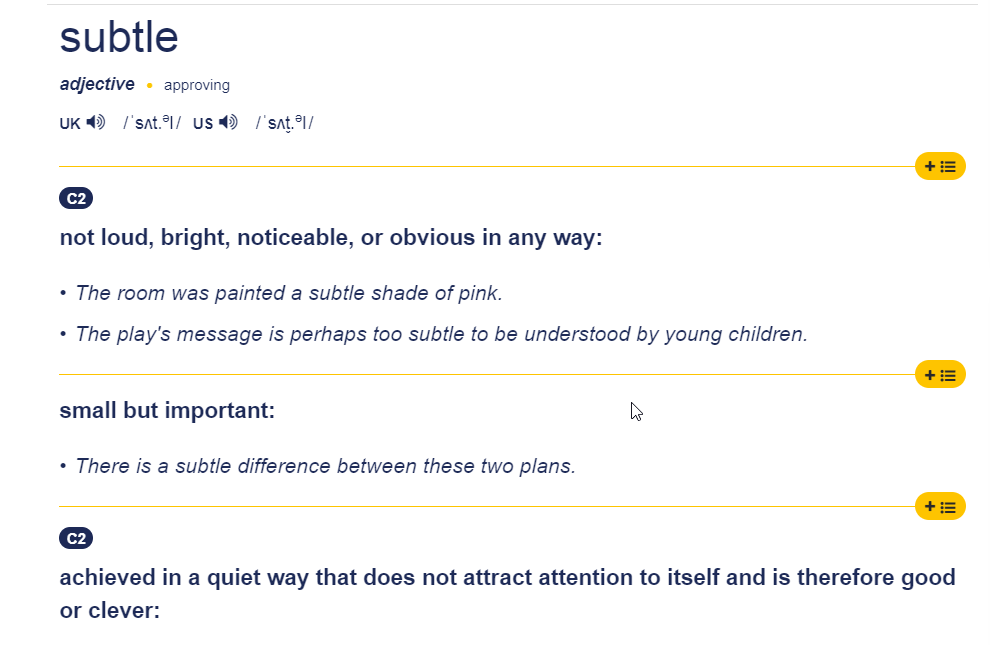 subtle
adjective • approving
UK /ˈsʌt.ᵊl/ US /ˈsʌt̬.ᵊl/
C2
not loud, bright, noticeable, or obvious in any way:
• The room was painted a subtle shade of pink.
• The play's message is perhaps too subtle to be understood by young children.
small but important:
• There is a subtle difference between these two plans.
C2
achieved in a quiet way that does not attract attention to itself and is therefore good
or clever: